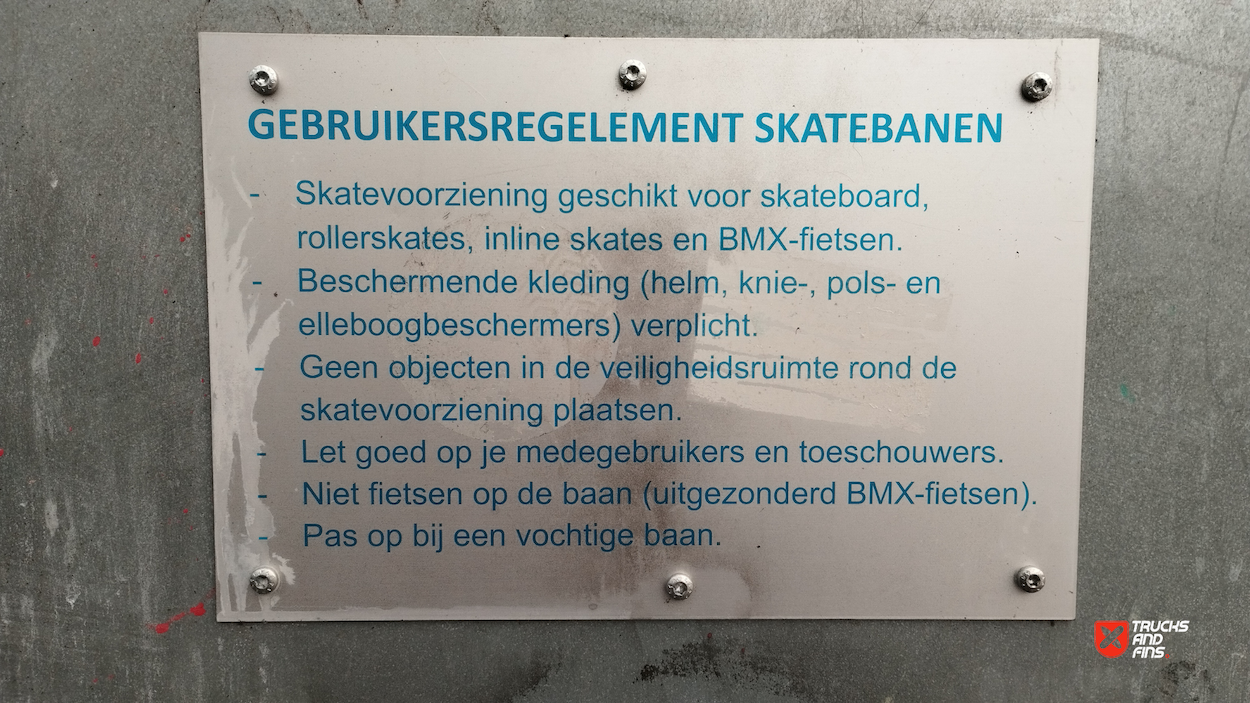 GEBRUIKERSREGELEMENT SKATEBANEN
- Skatevoorziening geschikt voor skateboard,
rollerskates, inline skates en BMX-fietsen.
- Beschermende kleding (helm, knie-, pols- en
elleboogbeschermers) verplicht.
- Geen objecten in de veiligheidsruimte rond de
skatevoorziening plaatsen.
- Let goed op je medegebruikers en toeschouwers.
- Niet fietsen op de baan (uitgezonderd BMX-fietsen).
- Pas op bij een vochtige baan.
TRUCKS
AND
FINS